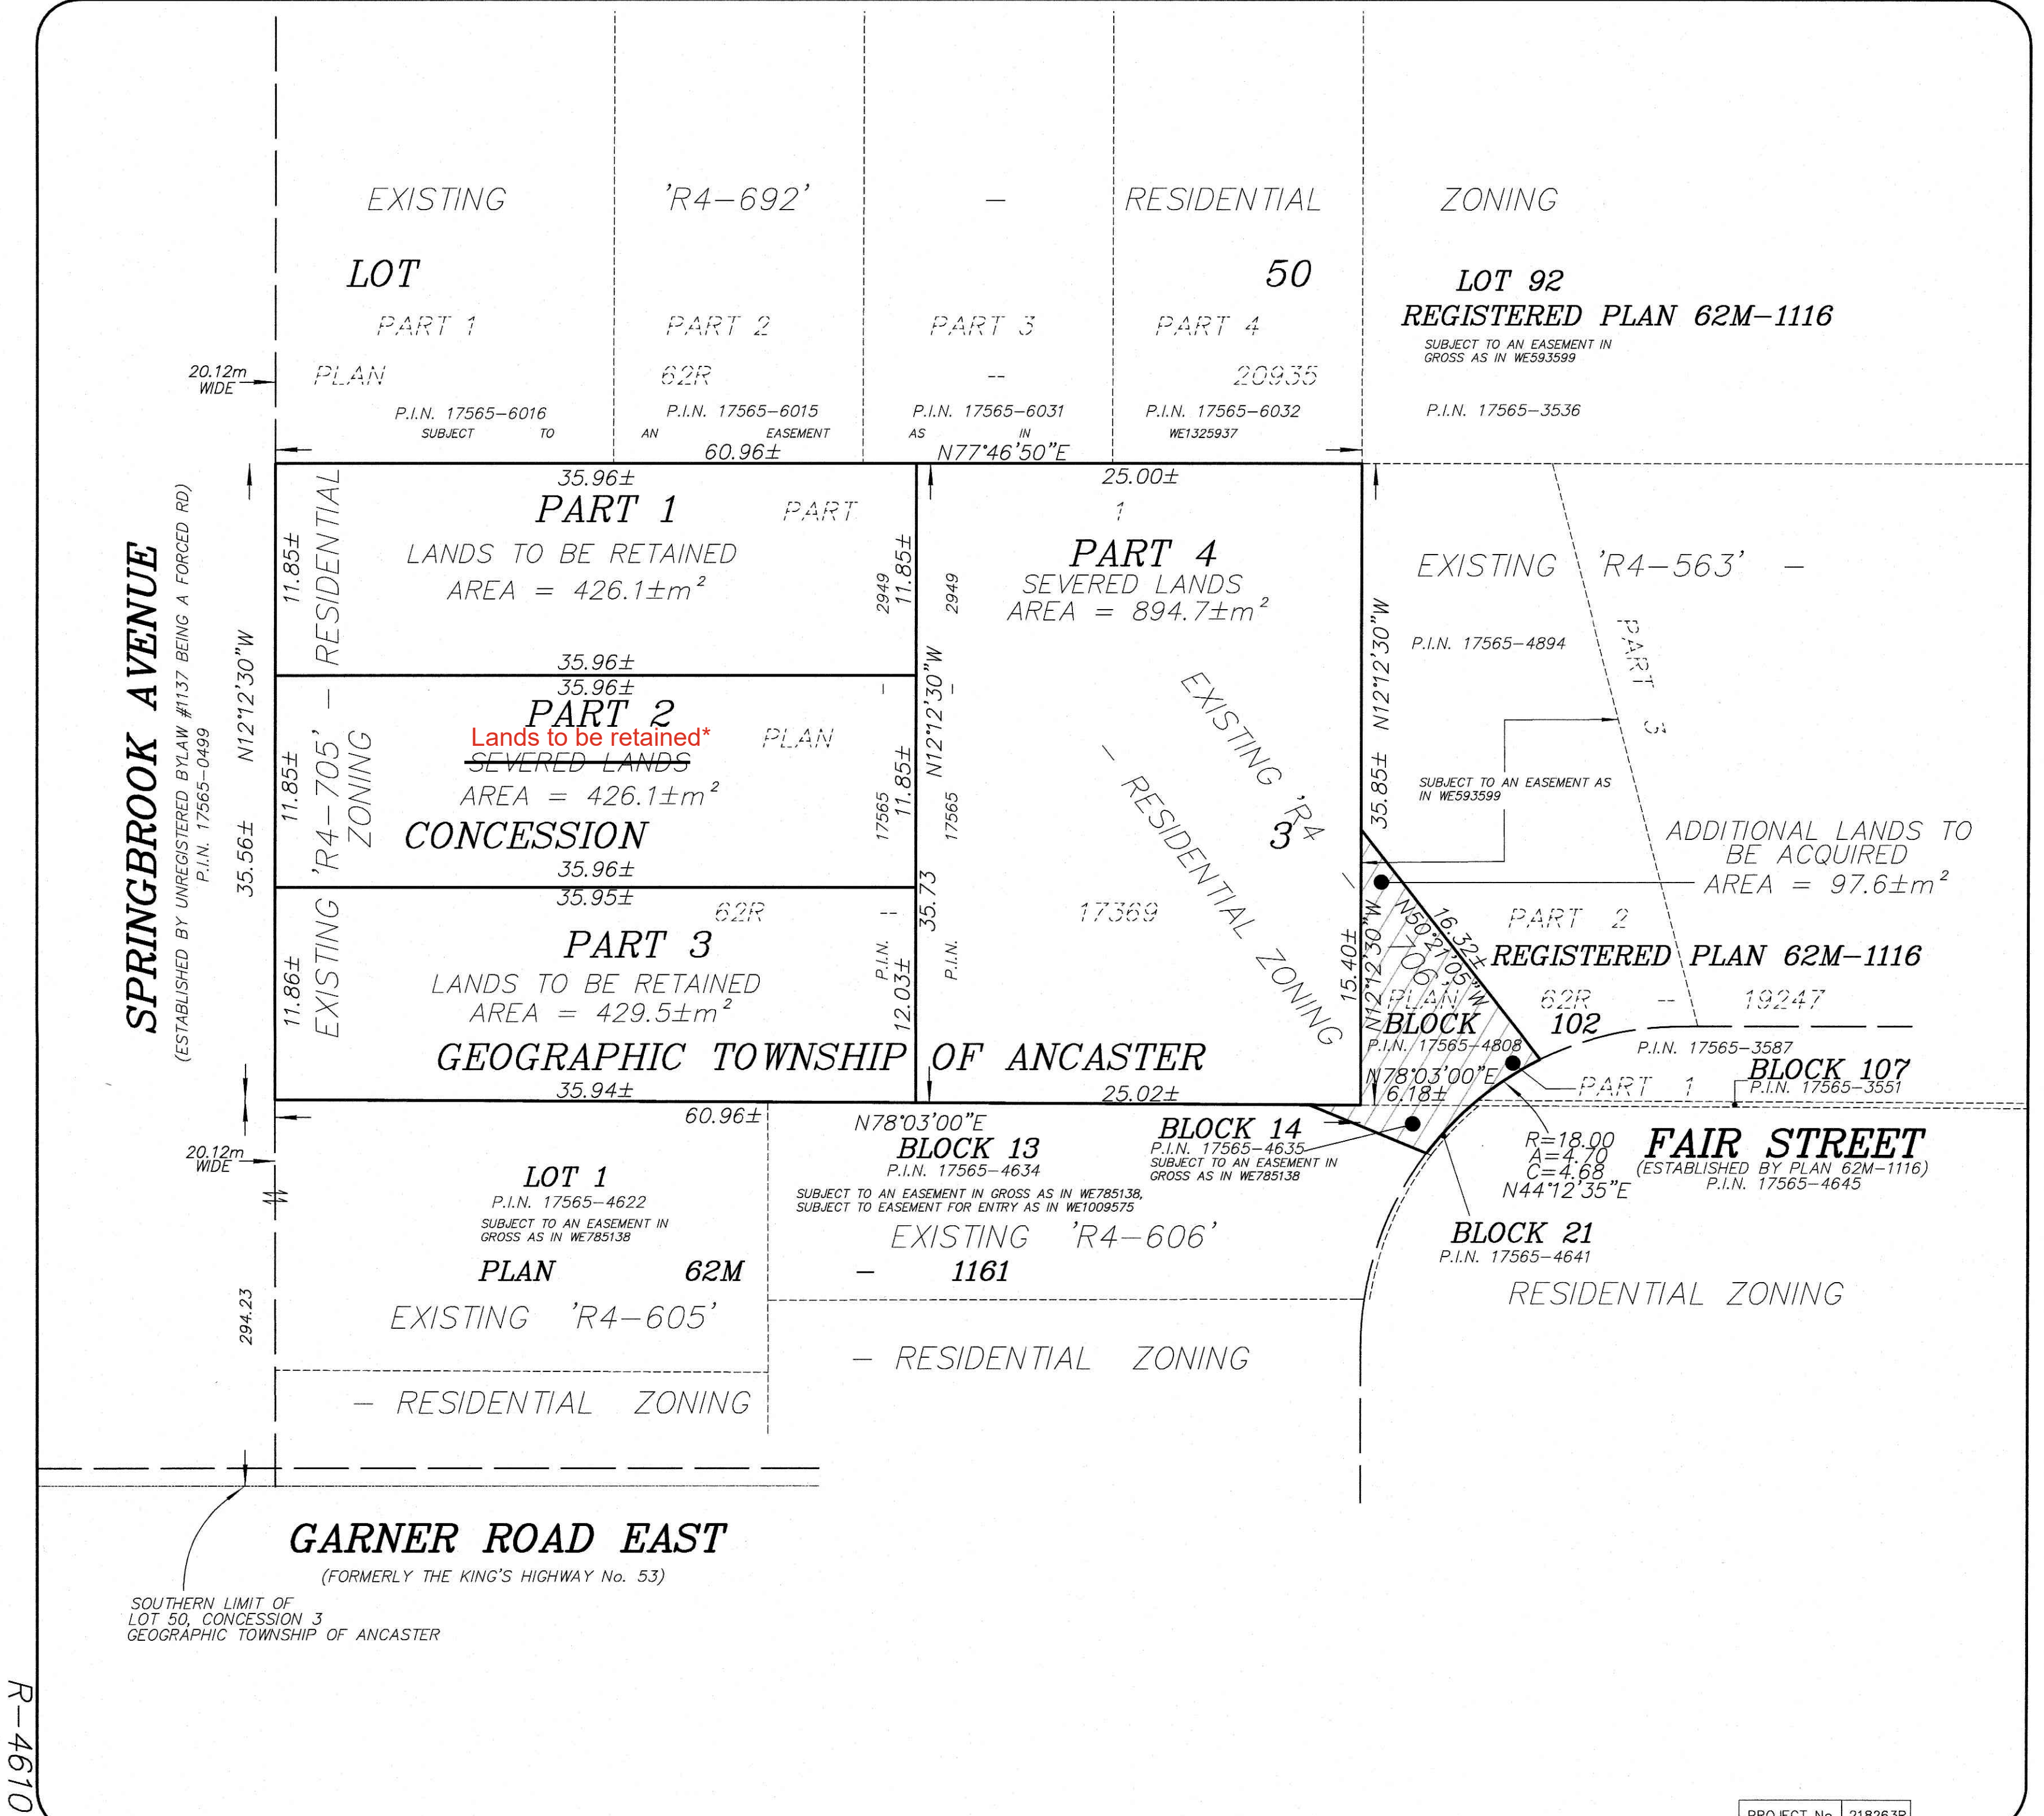 EXISTING 'R4-692' - RESIDENTIAL ZONING
LOT 50
PART 1 PART 2 PART 3 PART 4
PLAN 62R -- 20935
P.I.N. 17565-6016 P.I.N. 17565-6015 P.I.N. 17565-6031 P.I.N. 17565-6032
SUBJECT TO AN EASEMENT AS IN WE1325937
LOT 92
REGISTERED PLAN 62M-1116
SUBJECT TO AN EASEMENT IN
GROSS AS IN WE593599
P.I.N. 17565-3536
20.12m
WIDE
60.96± N77°46'50"E
SPRINGBROOK AVENUE
(ESTABLISHED BY UNREGISTERED BYLAW #1137 BEING A FORCED RD)
P.I.N. 17565-0499
35.56± N12°12'30"W
35.96±
PART 1
LANDS TO BE RETAINED
AREA = 426.1±m²
11.85±
11.85±
35.96±
EXISTING 'R4-705' - RESIDENTIAL
ZONING
35.96±
PART 2
Lands to be retained*
SEVERED LANDS
AREA = 426.1±m²
11.85±
11.85±
CONCESSION 3
35.96±
35.95±
PART 3
LANDS TO BE RETAINED
AREA = 429.5±m²
11.86±
12.03±
GEOGRAPHIC TOWNSHIP OF ANCASTER
35.94±
PART 1
PLAN
62R -- 17369
P.I.N. 17565 - 2949
P.I.N. 17565 - 2949
35.73 N12°12'30"W
25.00±
PART 4
SEVERED LANDS
AREA = 894.7±m²
EXISTING 'R4 - 706'
- RESIDENTIAL ZONING
25.02±
35.85± N12°12'30"W
15.40±
N12°12'30"W
EXISTING 'R4-563' -
P.I.N. 17565-4894
PART 3
SUBJECT TO AN EASEMENT AS
IN WE593599
ADDITIONAL LANDS TO
BE ACQUIRED
AREA = 97.6±m²
16.32±
N50°21'05"W
PART 2
REGISTERED PLAN 62M-1116
PLAN 62R -- 19247
BLOCK 102
P.I.N. 17565-4808
P.I.N. 17565-3587
N78°03'00"E
6.18±
PART 1
BLOCK 107
P.I.N. 17565-3551
60.96± N78°03'00"E
20.12m
WIDE
LOT 1
P.I.N. 17565-4622
SUBJECT TO AN EASEMENT IN
GROSS AS IN WE785138
BLOCK 13
P.I.N. 17565-4634
SUBJECT TO AN EASEMENT IN GROSS AS IN WE785138,
SUBJECT TO EASEMENT FOR ENTRY AS IN WE1009575
BLOCK 14
P.I.N. 17565-4635
SUBJECT TO AN EASEMENT IN
GROSS AS IN WE785138
R=18.00
A=4.70
C=4.68
N44°12'35"E
FAIR STREET
(ESTABLISHED BY PLAN 62M-1116)
P.I.N. 17565-4645
BLOCK 21
P.I.N. 17565-4641
EXISTING 'R4-606'
RESIDENTIAL ZONING
PLAN 62M - 1161
EXISTING 'R4-605'
- RESIDENTIAL ZONING
- RESIDENTIAL ZONING
294.23
GARNER ROAD EAST
(FORMERLY THE KING'S HIGHWAY No. 53)
SOUTHERN LIMIT OF
LOT 50, CONCESSION 3
GEOGRAPHIC TOWNSHIP OF ANCASTER
R-4610
PROJECT No. 218263R